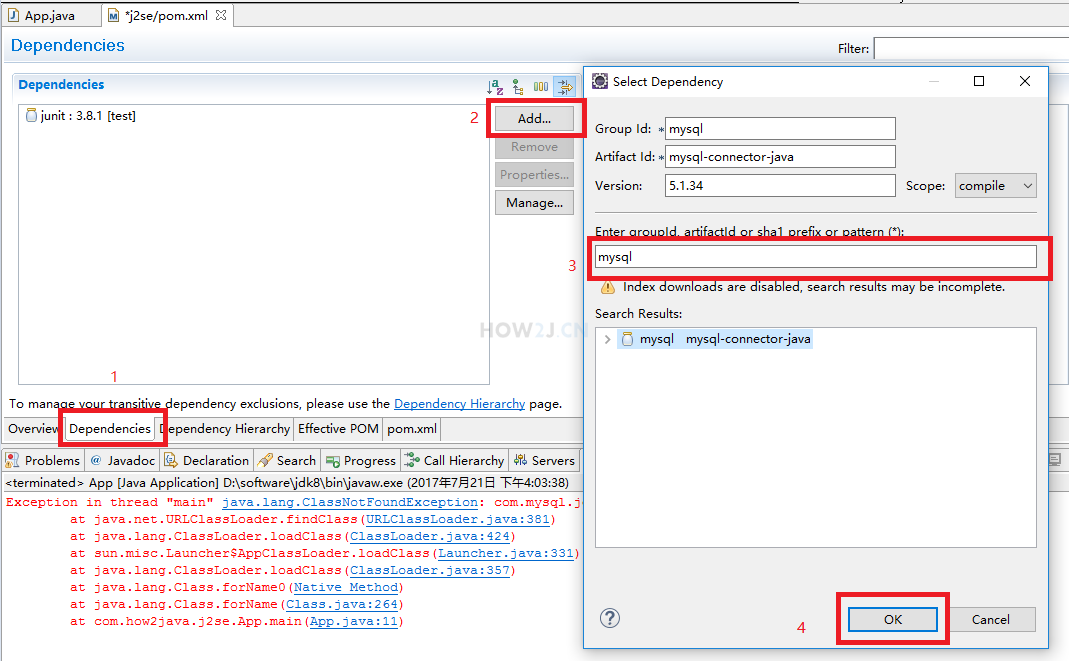 App.java
*j2se/pom.xml
Dependencies
Filter:
Dependencies
junit : 3.8.1 [test]
2
Add...
Remove
Properties...
Manage...
Select Dependency
Group Id: *
mysql
Artifact Id: *
mysql-connector-java
Version:
5.1.34
Scope:
compile
Enter groupId, artifactId or sha1 prefix or pattern (*):
3
mysql
Index downloads are disabled, search results may be incomplete.
Search Results:
mysql mysql-connector-java
HOW2J.CN
1
To manage your transitive dependency exclusions, please use the Dependency Hierarchy page.
Overview Dependencies Dependency Hierarchy Effective POM pom.xml
Problems @ Javadoc Declaration Search Progress Call Hierarchy Servers
<terminated> App [Java Application] D:\software\jdk8\bin\javaw.exe (2017年7月21日 下午4:03:38)
Exception in thread "main" java.lang.ClassNotFoundException: com.mysql.j
at java.net.URLClassLoader.findClass(URLClassLoader.java:381)
at java.lang.ClassLoader.loadClass(ClassLoader.java:424)
at sun.misc.Launcher$AppClassLoader.loadClass(Launcher.java:331)
at java.lang.ClassLoader.loadClass(ClassLoader.java:357)
at java.lang.Class.forName0(Native Method)
at java.lang.Class.forName(Class.java:264)
at com.how2java.j2se.App.main(App.java:11)
4
OK
Cancel